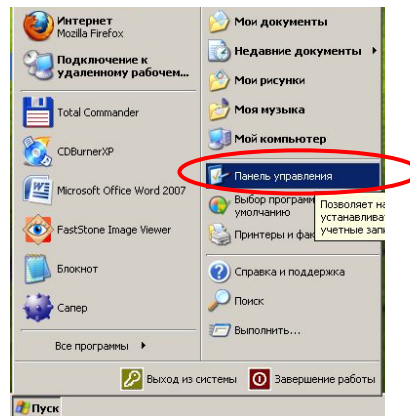 Интернет
Mozilla Firefox
Подключение к
удаленному рабочем...
Total Commander
CDBurnerXP
Microsoft Office Word 2007
FastStone Image Viewer
Блокнот
Сапер
Все программы
Мои документы
Недавние документы
Мои рисунки
Моя музыка
Мой компьютер
Панель управления
Выбор программ
умолчанию
Принтеры и фак
Позволяет на
устанавлива
учетные запи
Справка и поддержка
Поиск
Выполнить...
Выход из системы
Завершение работы
Пуск